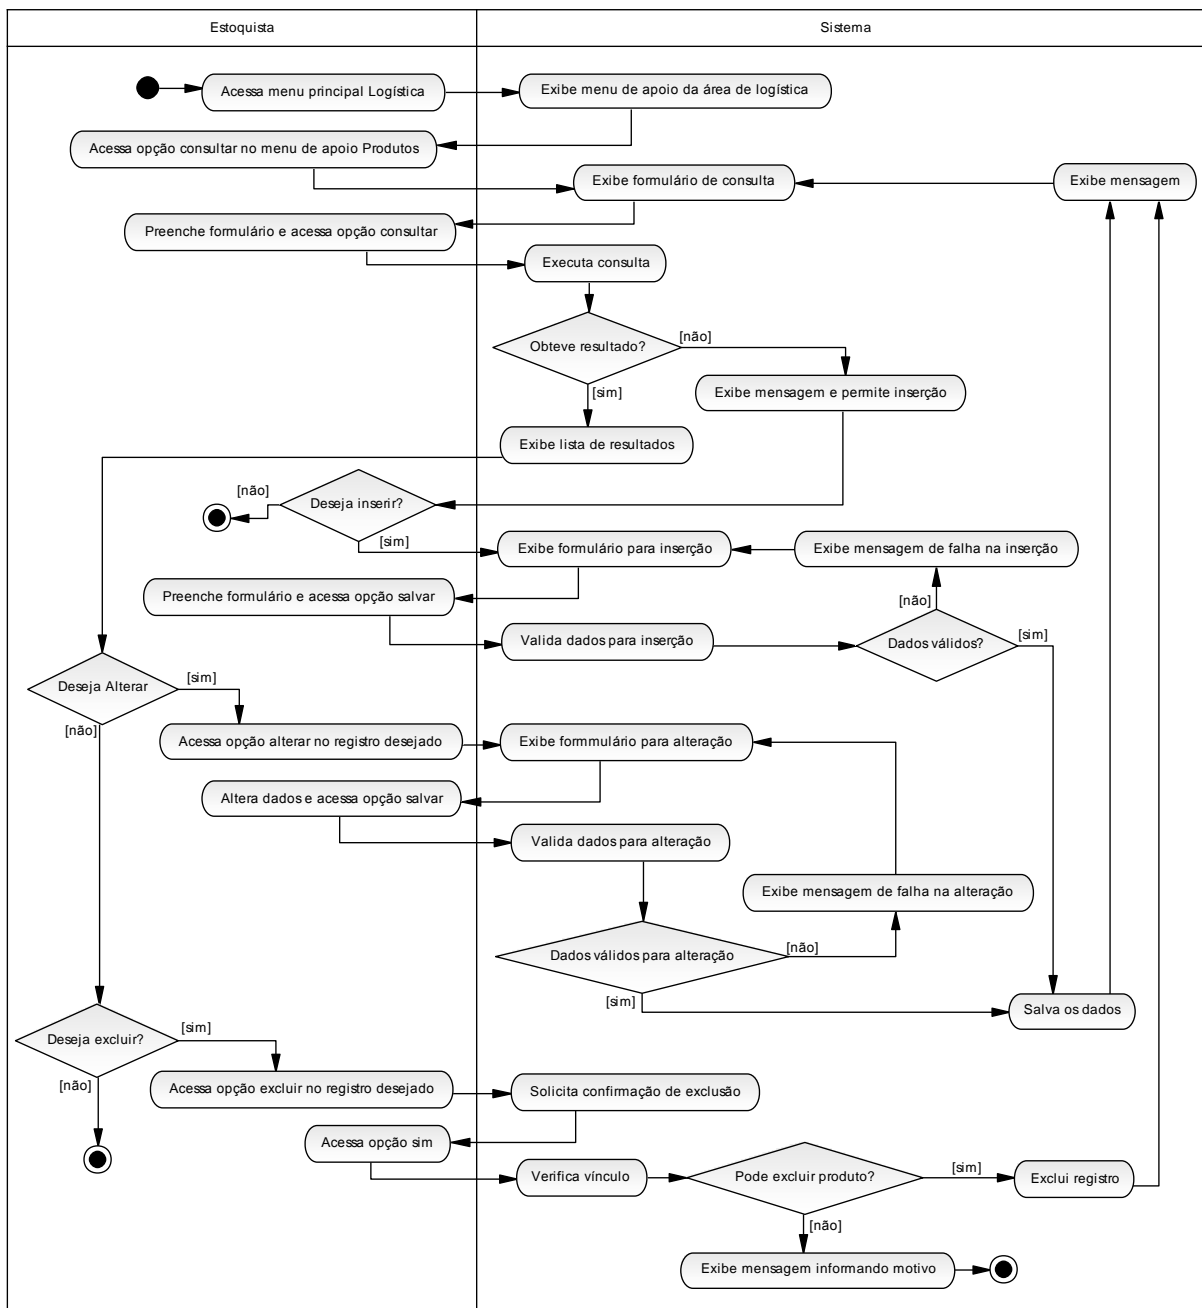 Estoquista
Sistema
Acessa menu principal Logística
Exibe menu de apoio da área de logística
Acessa opção consultar no menu de apoio Produtos
Exibe formulário de consulta
Exibe mensagem
Preenche formulário e acessa opção consultar
Executa consulta
Obteve resultado?
[não]
[sim]
Exibe mensagem e permite inserção
Exibe lista de resultados
Deseja inserir?
[não]
[sim]
Exibe formulário para inserção
Exibe mensagem de falha na inserção
Preenche formulário e acessa opção salvar
Valida dados para inserção
Dados válidos?
[não]
[sim]
Deseja Alterar
[sim]
[não]
Acessa opção alterar no registro desejado
Exibe formmulário para alteração
Altera dados e acessa opção salvar
Valida dados para alteração
Exibe mensagem de falha na alteração
Dados válidos para alteração
[não]
[sim]
Salva os dados
Deseja excluir?
[sim]
[não]
Acessa opção excluir no registro desejado
Solicita confirmação de exclusão
Acessa opção sim
Verifica vínculo
Pode excluir produto?
[sim]
[não]
Exclui registro
Exibe mensagem informando motivo